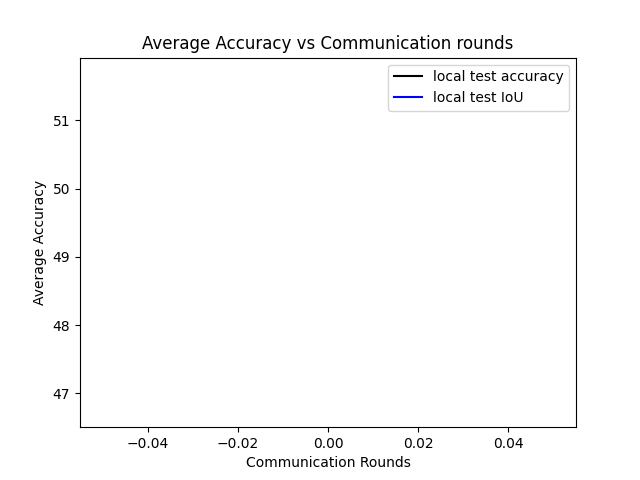 Average Accuracy vs Communication rounds
local test accuracy
local test IoU
51
50
49
48
47
Average Accuracy
−0.04
−0.02
0.00
0.02
0.04
Communication Rounds